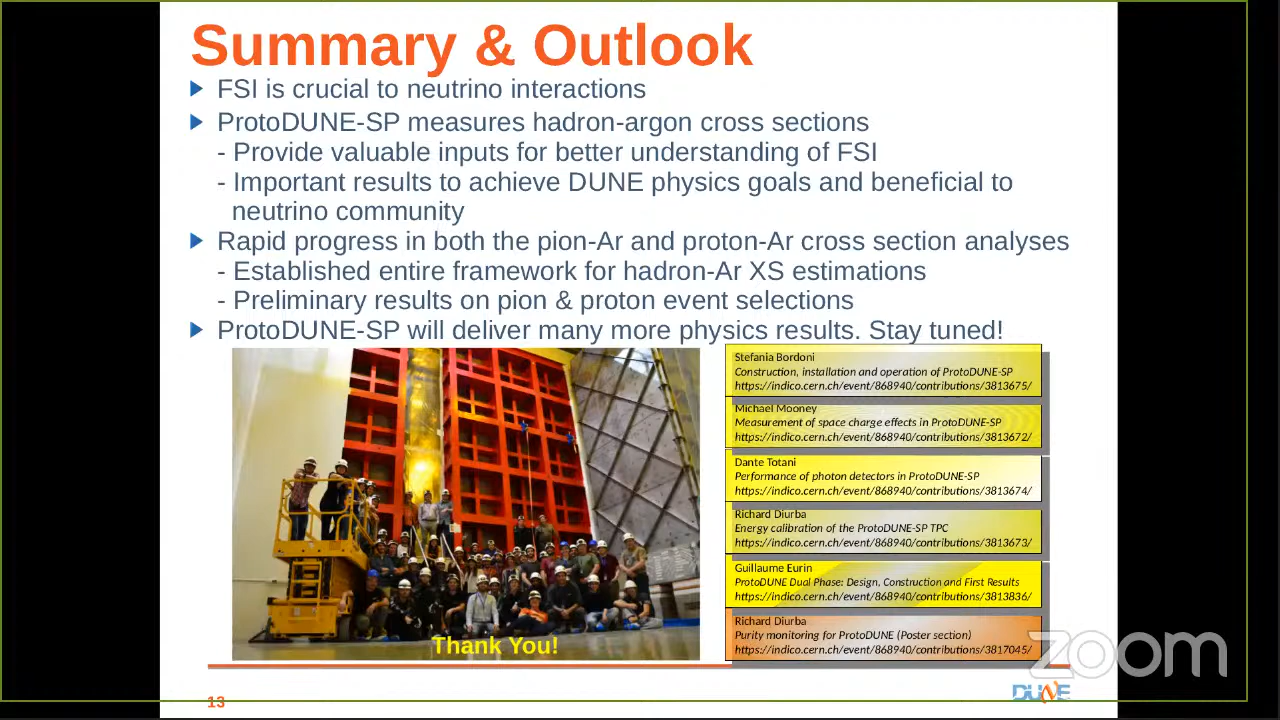 Summary & Outlook
FSI is crucial to neutrino interactions
ProtoDUNE-SP measures hadron-argon cross sections
- Provide valuable inputs for better understanding of FSI
- Important results to achieve DUNE physics goals and beneficial to
neutrino community
Rapid progress in both the pion-Ar and proton-Ar cross section analyses
- Established entire framework for hadron-Ar XS estimations
- Preliminary results on pion & proton event selections
ProtoDUNE-SP will deliver many more physics results. Stay tuned!
Stefania Bordoni
Construction, installation and operation of ProtoDUNE-SP
https://indico.cern.ch/event/868940/contributions/3813675/
Michael Mooney
Measurement of space charge effects in ProtoDUNE-SP
https://indico.cern.ch/event/868940/contributions/3813672/
Dante Totani
Performance of photon detectors in ProtoDUNE-SP
https://indico.cern.ch/event/868940/contributions/3813674/
Richard Diurba
Energy calibration of the ProtoDUNE-SP TPC
https://indico.cern.ch/event/868940/contributions/3813673/
Guillaume Eurin
ProtoDUNE Dual Phase: Design, Construction and First Results
https://indico.cern.ch/event/868940/contributions/3813836/
Richard Diurba
Purity monitoring for ProtoDUNE (Poster section)
https://indico.cern.ch/event/868940/contributions/3817045/
Thank You!
zoom
13
DUNE